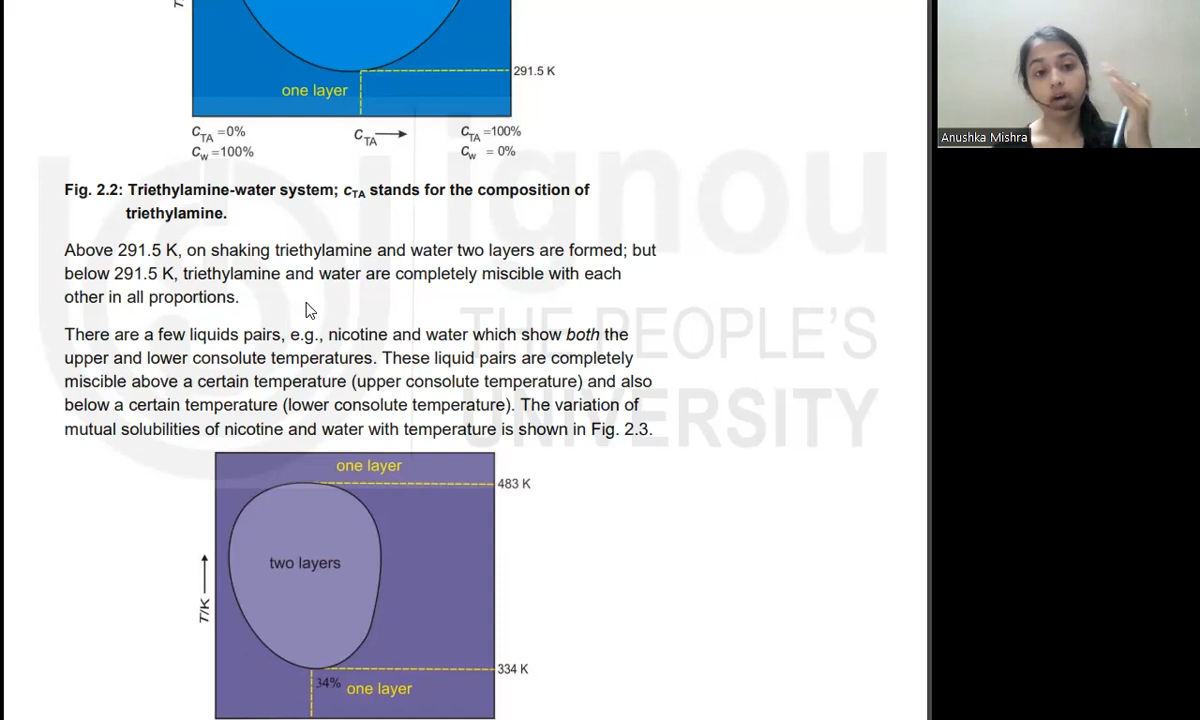 291.5 K
one layer
C_TA =0%
C_TA
C_TA =100%
C_w =100%
C_w = 0%
Fig. 2.2: Triethylamine-water system; c_TA stands for the composition of
triethylamine.
Above 291.5 K, on shaking triethylamine and water two layers are formed; but
below 291.5 K, triethylamine and water are completely miscible with each
other in all proportions.
There are a few liquids pairs, e.g., nicotine and water which show both the
upper and lower consolute temperatures. These liquid pairs are completely
miscible above a certain temperature (upper consolute temperature) and also
below a certain temperature (lower consolute temperature). The variation of
mutual solubilities of nicotine and water with temperature is shown in Fig. 2.3.
one layer
483 K
two layers
T/K
334 K
34%
one layer
ignou
THE PEOPLE'S
UNIVERSITY
Anushka Mishra